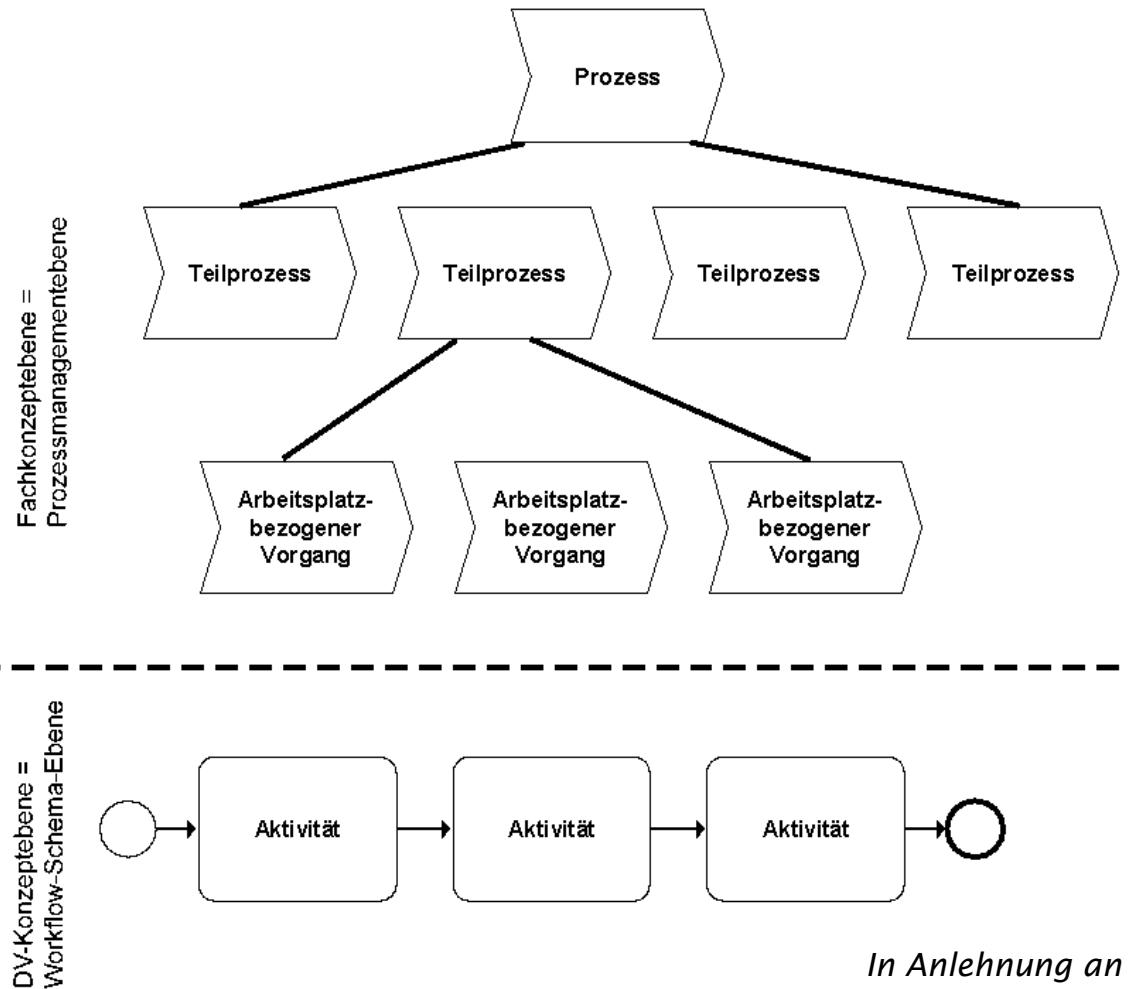 Prozess
Fachkonzeptebene =
Prozessmanagementebene
Teilprozess
Teilprozess
Teilprozess
Teilprozess
Arbeitsplatz-
bezogener
Vorgang
Arbeitsplatz-
bezogener
Vorgang
Arbeitsplatz-
bezogener
Vorgang
DV-Konzeptebene =
Workflow-Schema-Ebene
Aktivität
Aktivität
Aktivität
In Anlehnung an